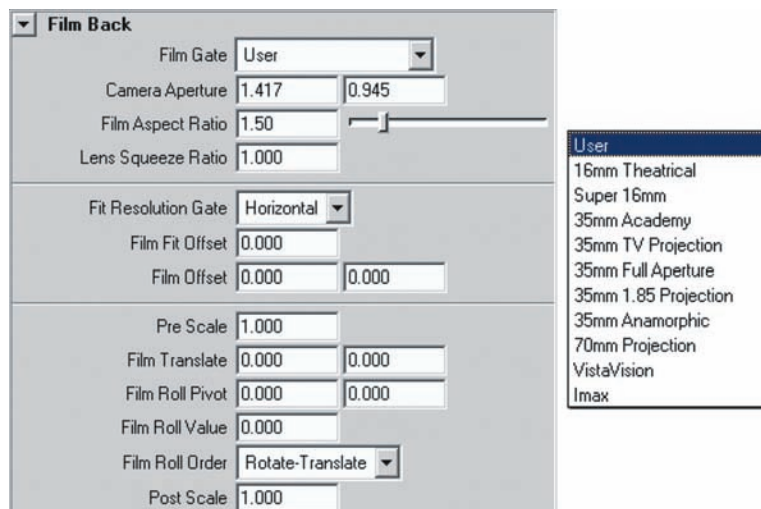 Film Back
Film Gate User
Camera Aperture 1.417 0.945
Film Aspect Ratio 1.50
Lens Squeeze Ratio 1.000
Fit Resolution Gate Horizontal
Film Fit Offset 0.000
Film Offset 0.000 0.000
Pre Scale 1.000
Film Translate 0.000 0.000
Film Roll Pivot 0.000 0.000
Film Roll Value 0.000
Film Roll Order Rotate-Translate
Post Scale 1.000
User
16mm Theatrical
Super 16mm
35mm Academy
35mm TV Projection
35mm Full Aperture
35mm 1.85 Projection
35mm Anamorphic
70mm Projection
VistaVision
Imax